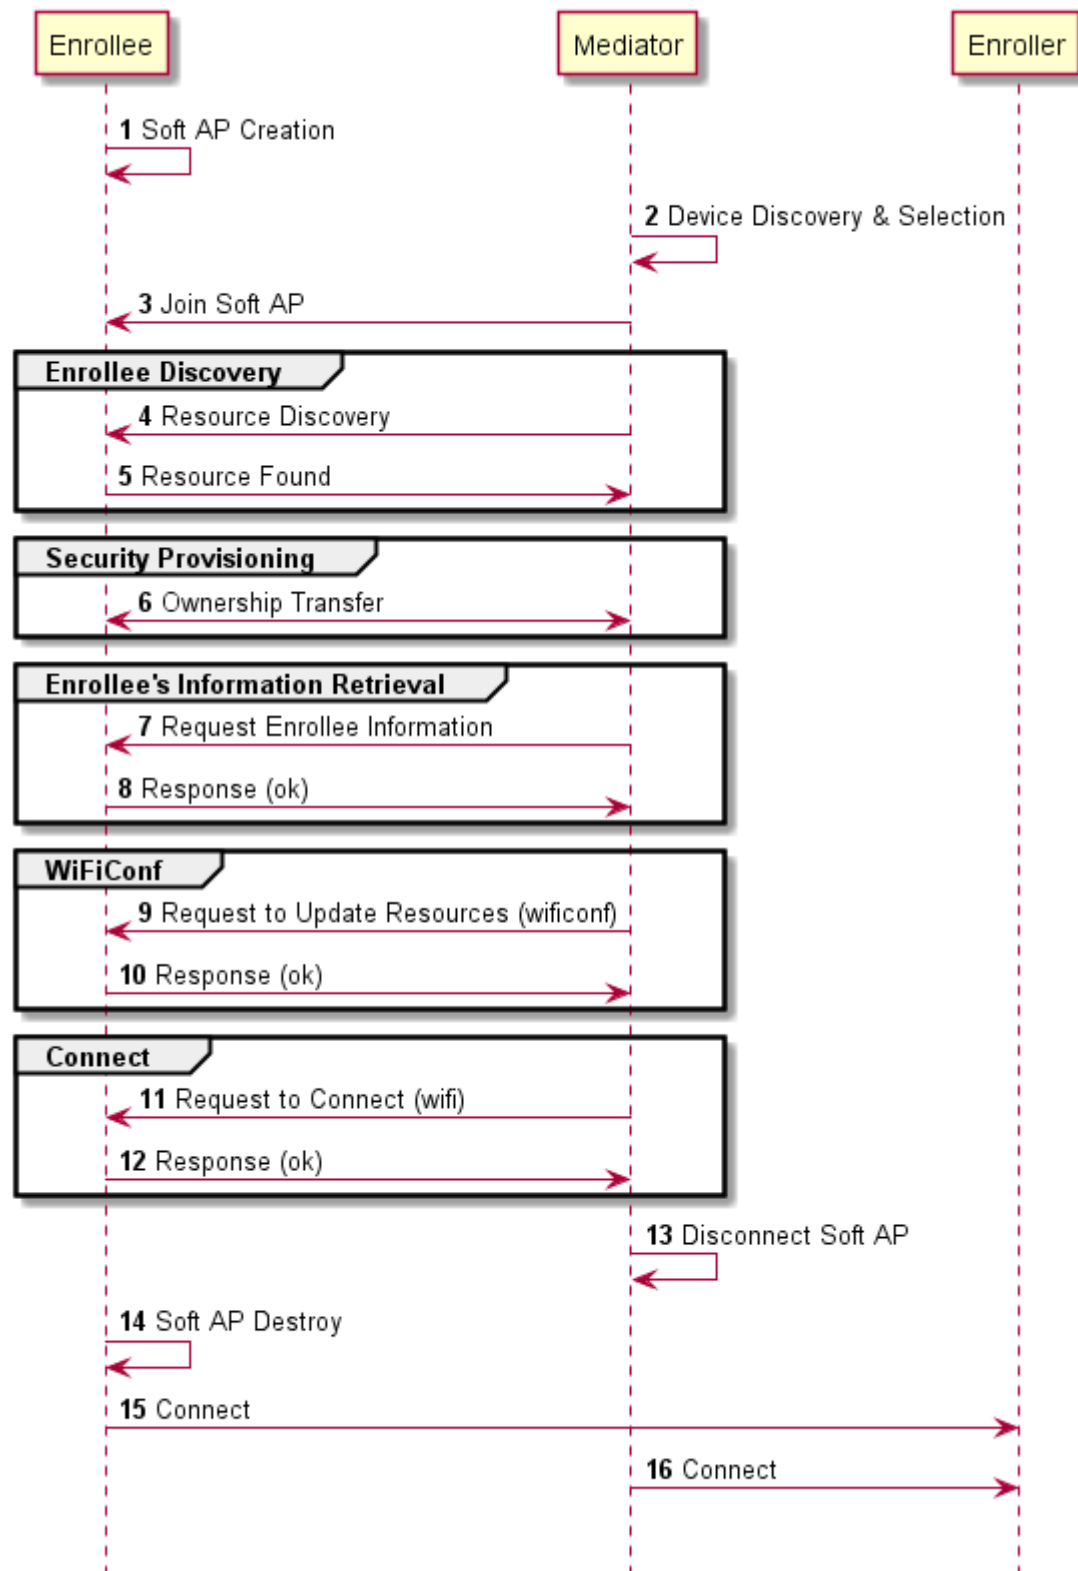 Enrollee
Mediator
Enroller
1 Soft AP Creation
2 Device Discovery & Selection
3 Join Soft AP
Enrollee Discovery
4 Resource Discovery
5 Resource Found
Security Provisioning
6 Ownership Transfer
Enrollee's Information Retrieval
7 Request Enrollee Information
8 Response (ok)
WiFiConf
9 Request to Update Resources (wificonf)
10 Response (ok)
Connect
11 Request to Connect (wifi)
12 Response (ok)
13 Disconnect Soft AP
14 Soft AP Destroy
15 Connect
16 Connect